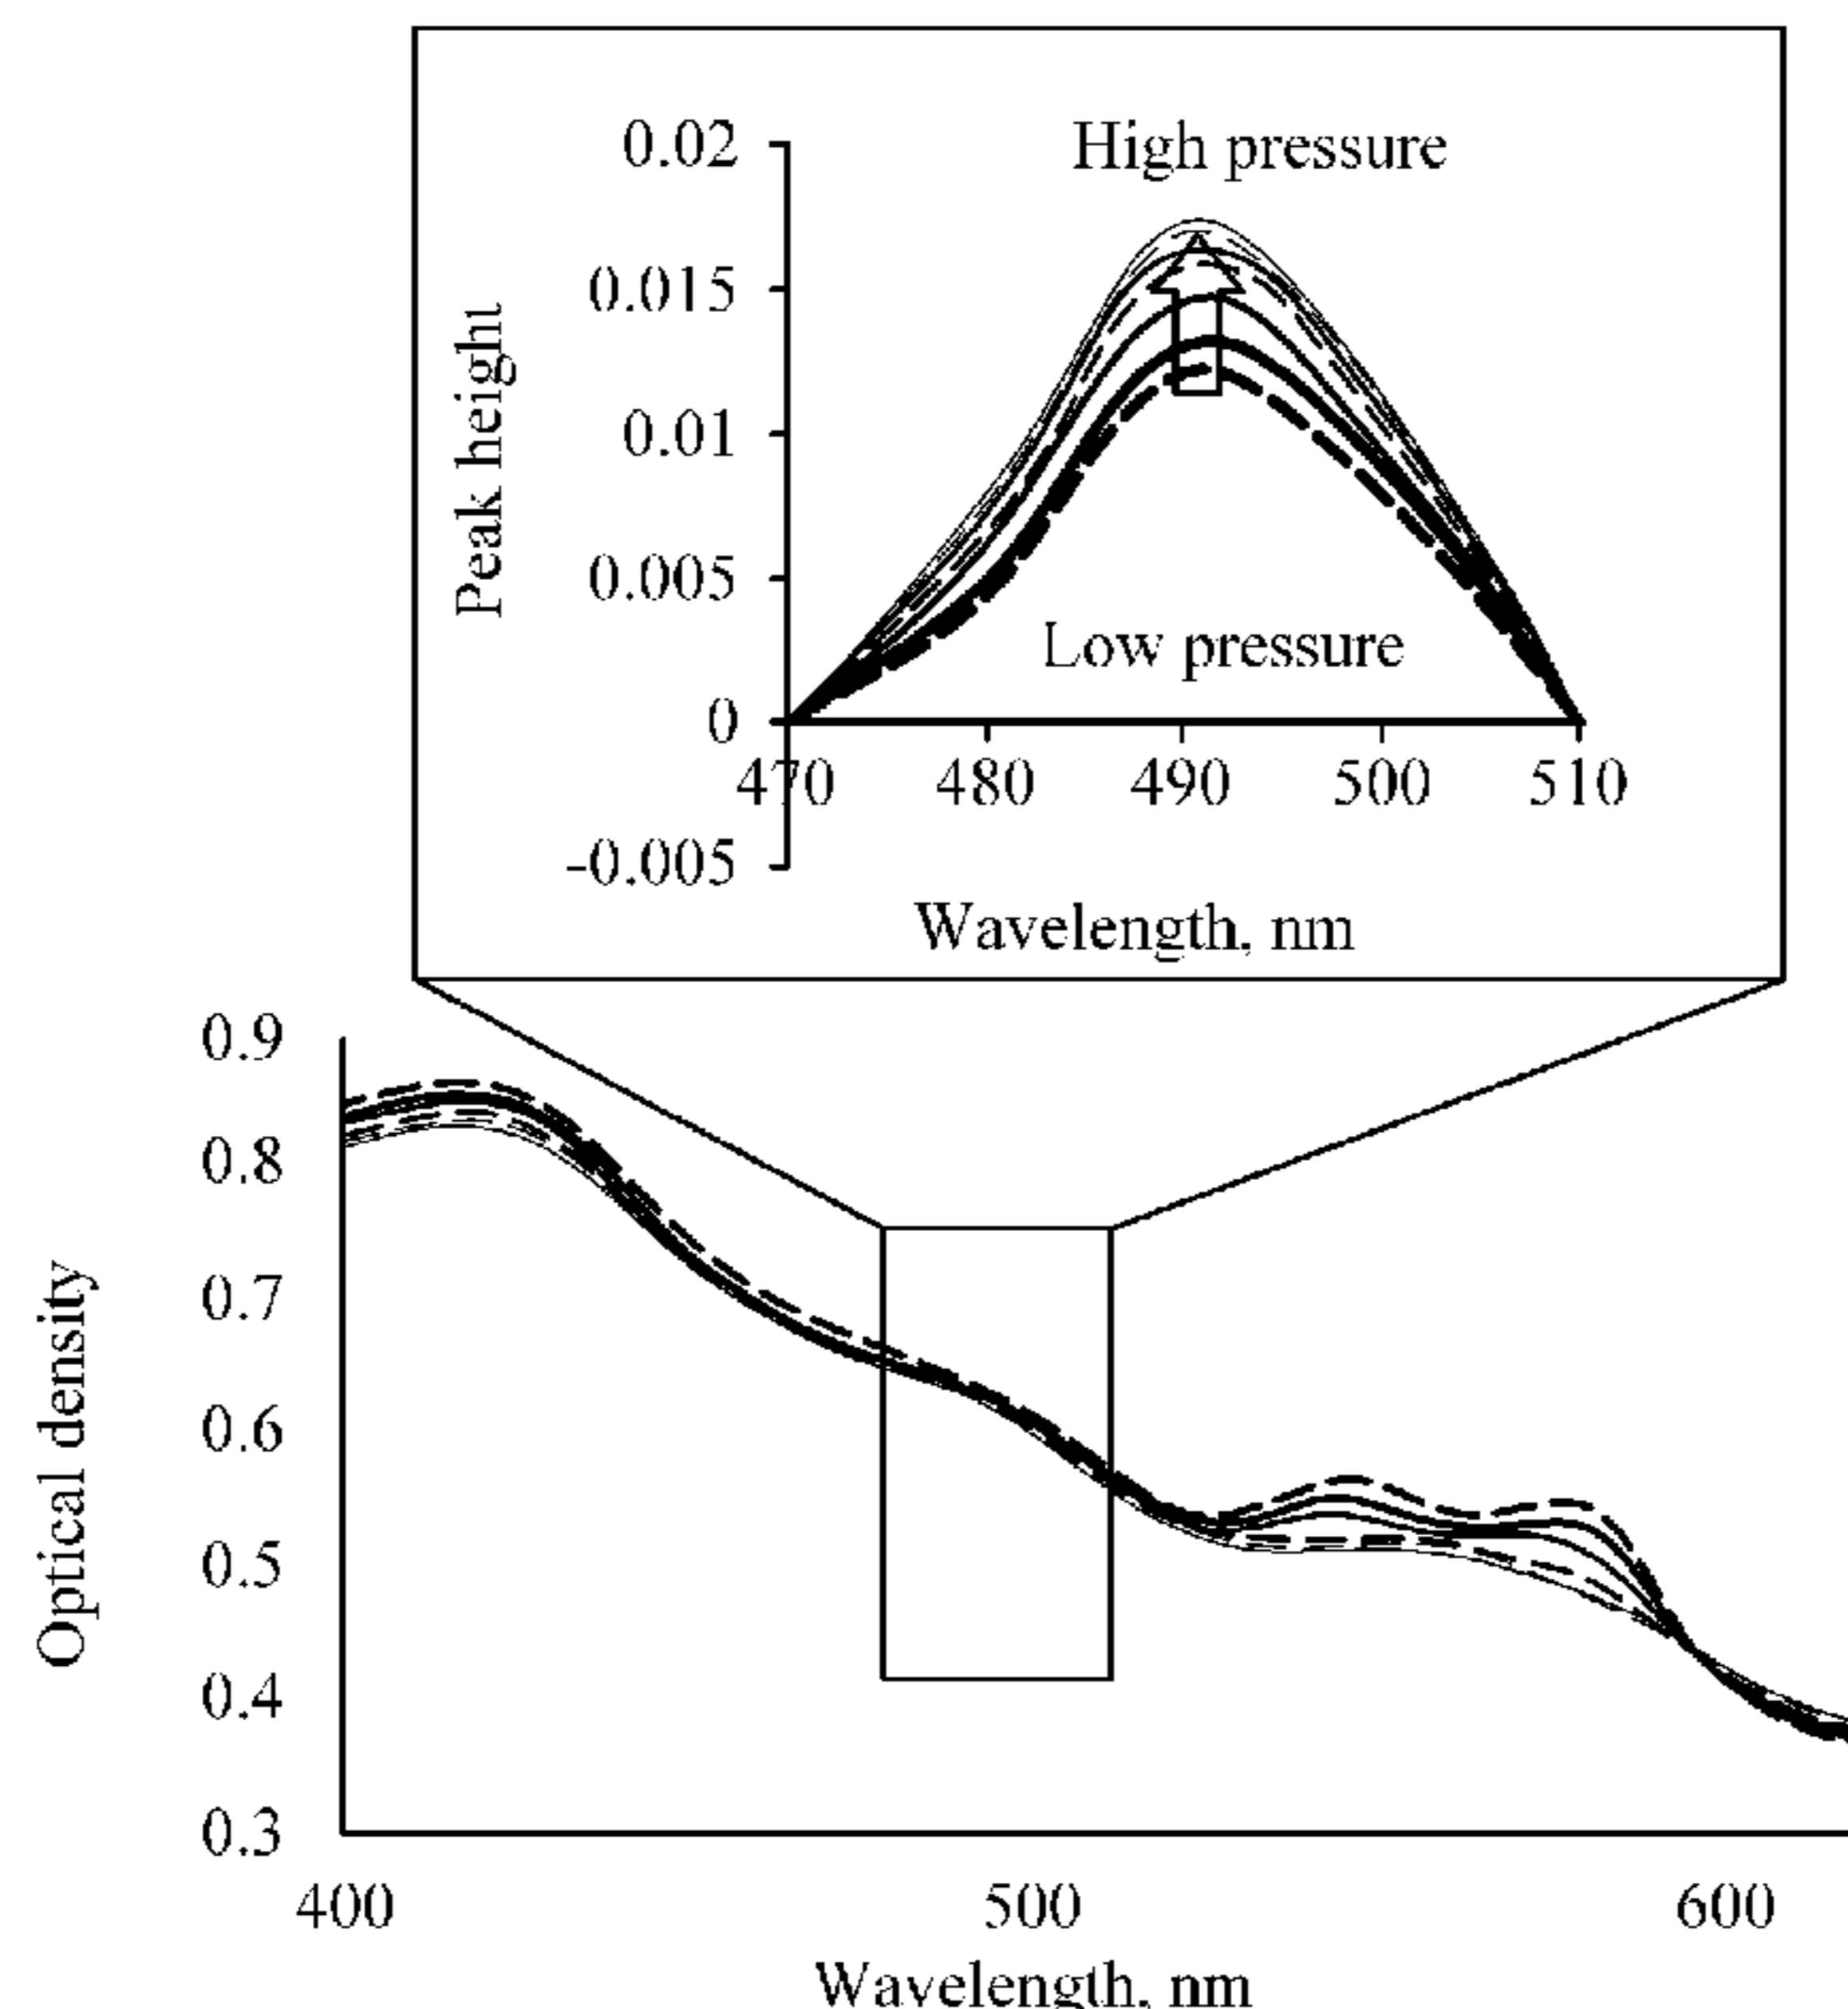 0.02
High pressure
0.015
0.01
0.005
Low pressure
0
470 480 490 500 510
-0.005
Peak height
Wavelength, nm
0.9
0.8
0.7
0.6
0.5
0.4
0.3
Optical density
400 500 600
Wavelength, nm